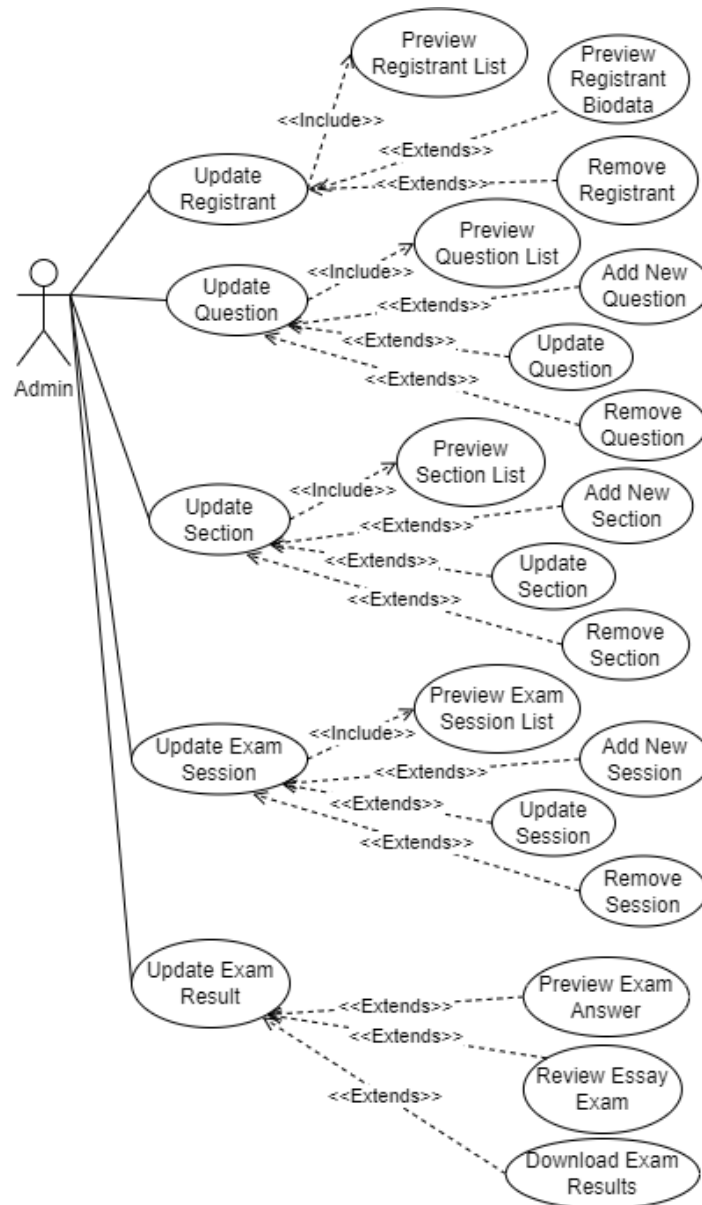 Preview
Registrant List
Preview
Registrant
Biodata
<<Include>>
<<Extends>>
Update
Registrant
<<Extends>>
Remove
Registrant
Preview
Question List
<<Include>>
Add New
Question
Update
Question
<<Extends>>
<<Extends>>
Update
Question
<<Extends>>
Remove
Question
Admin
Preview
Section List
<<Include>>
Add New
Section
Update
Section
<<Extends>>
<<Extends>>
Update
Section
<<Extends>>
Remove
Section
Preview Exam
Session List
<<Include>>
Add New
Session
Update Exam
Session
<<Extends>>
<<Extends>>
Update
Session
<<Extends>>
Remove
Session
Update Exam
Result
Preview Exam
Answer
<<Extends>>
<<Extends>>
Review Essay
Exam
<<Extends>>
Download Exam
Results